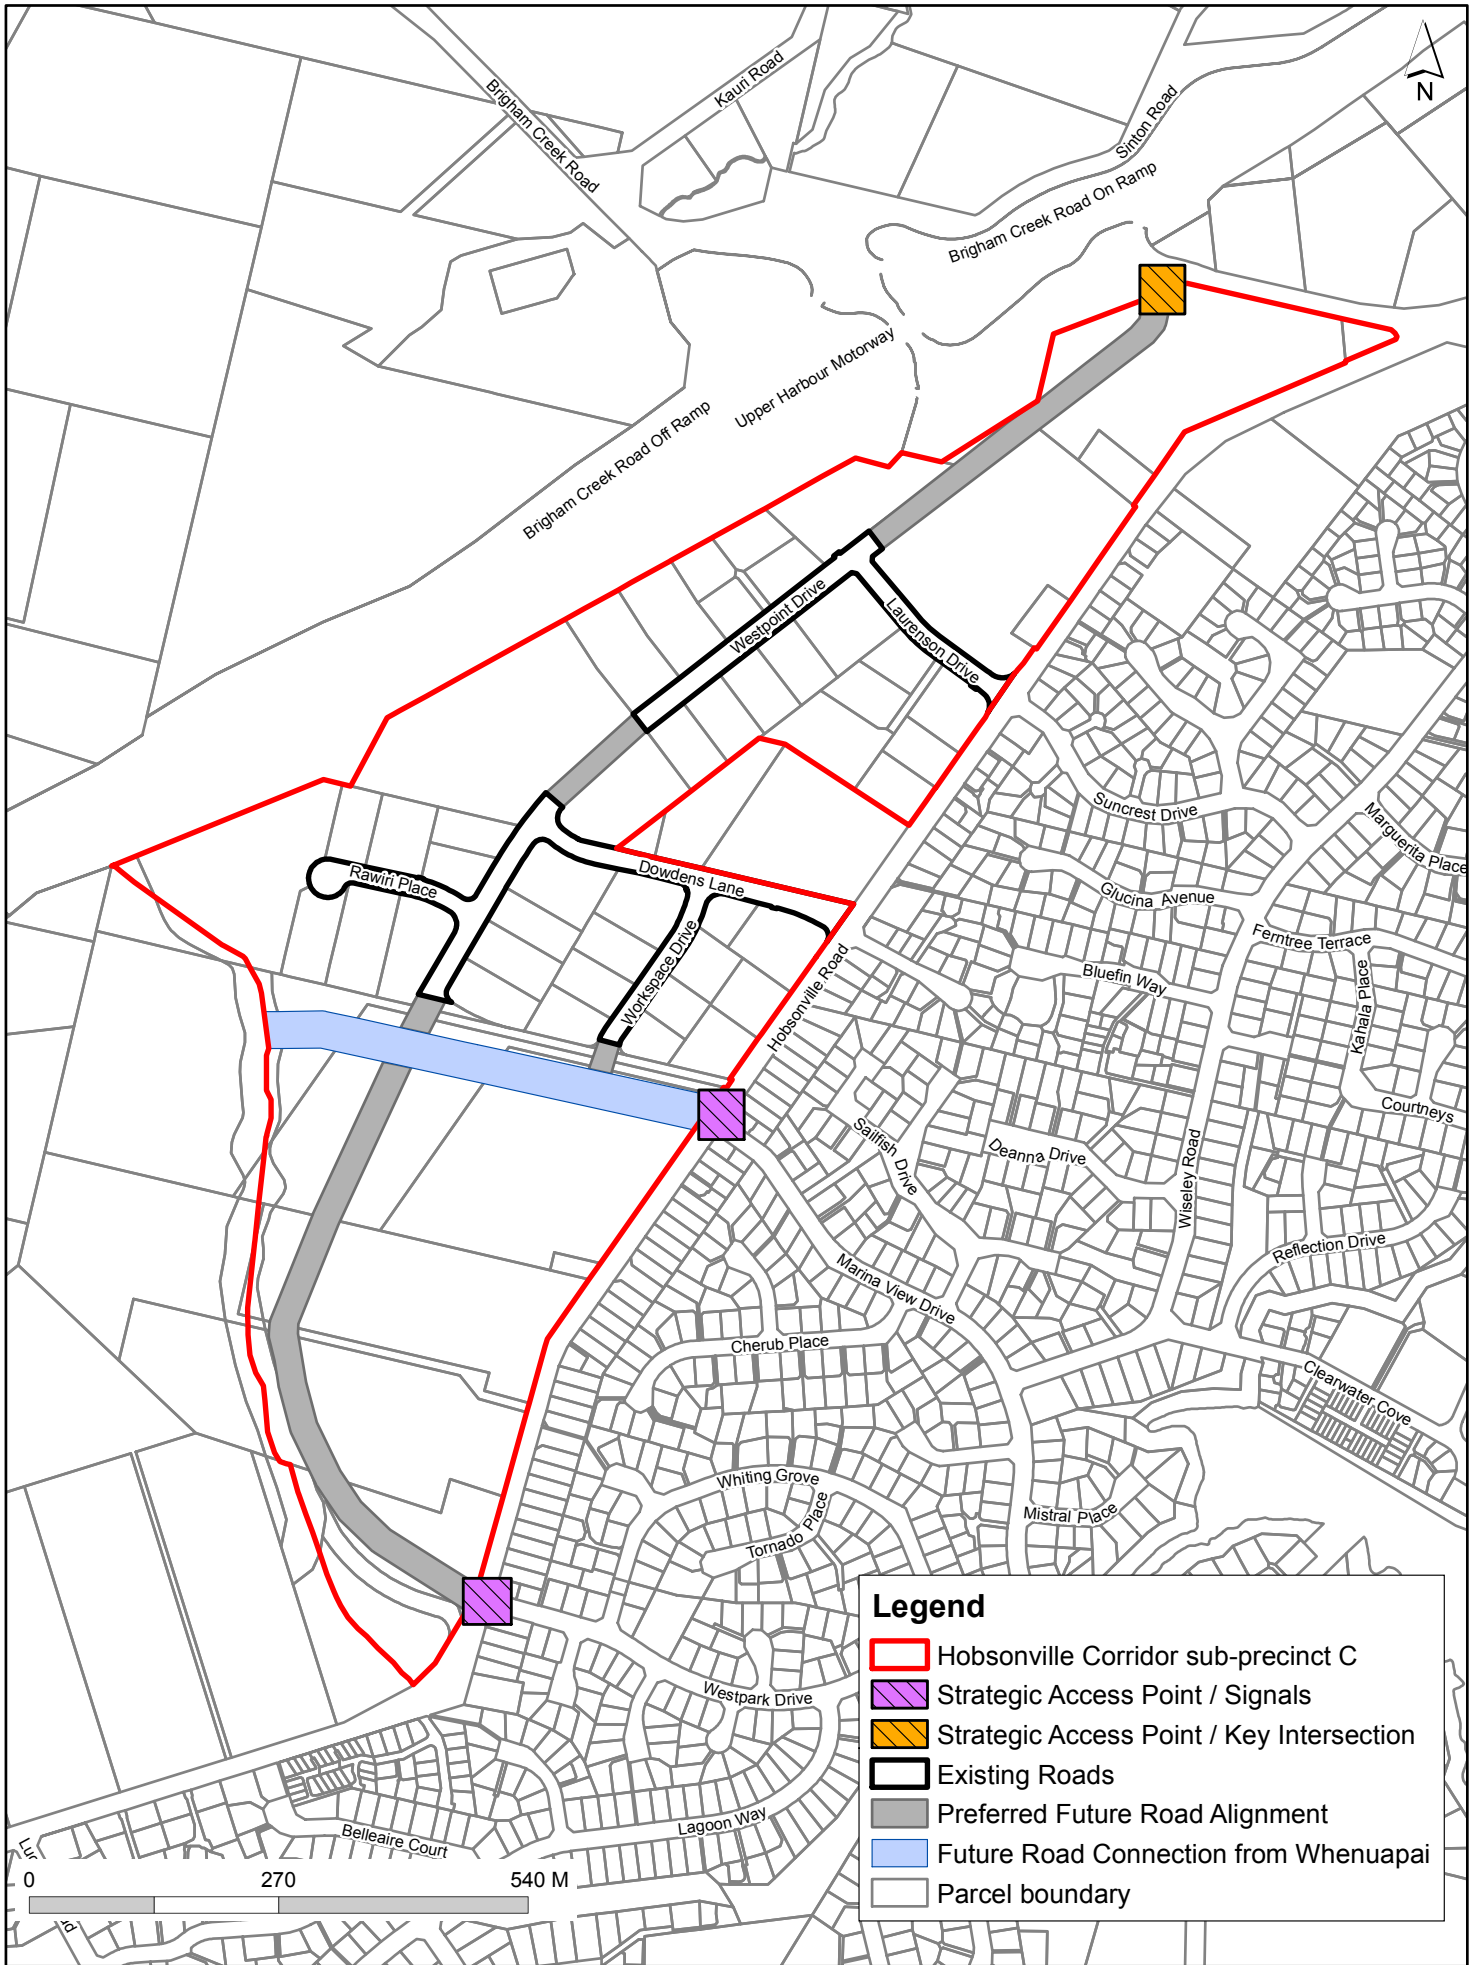 Kauri Road
Brigham Creek Road
Sinton Road
N
Brigham Creek Road On Ramp
Upper Harbour Motorway
Brigham Creek Road Off Ramp
Westpoint Drive
Laurenson Drive
Suncrest Drive
Marguerita Place
Rawiri Place
Dowdens Lane
Glucina Avenue
Workspace Drive
Hobsonville Road
Ferntree Terrace
Bluefin Way
Kahala Place
Courtneys
Sailfish Drive
Deanna Drive
Wiseley Road
Reflection Drive
Marina View Drive
Cherub Place
Clearwater Cove
Whiting Grove
Tornado Place
Mistral Place
Westpark Drive
Lagoon Way
Belleaire Court
Legend
Hobsonville Corridor sub-precinct C
Strategic Access Point / Signals
Strategic Access Point / Key Intersection
Existing Roads
Preferred Future Road Alignment
Future Road Connection from Whenuapai
Parcel boundary
0 270 540 M